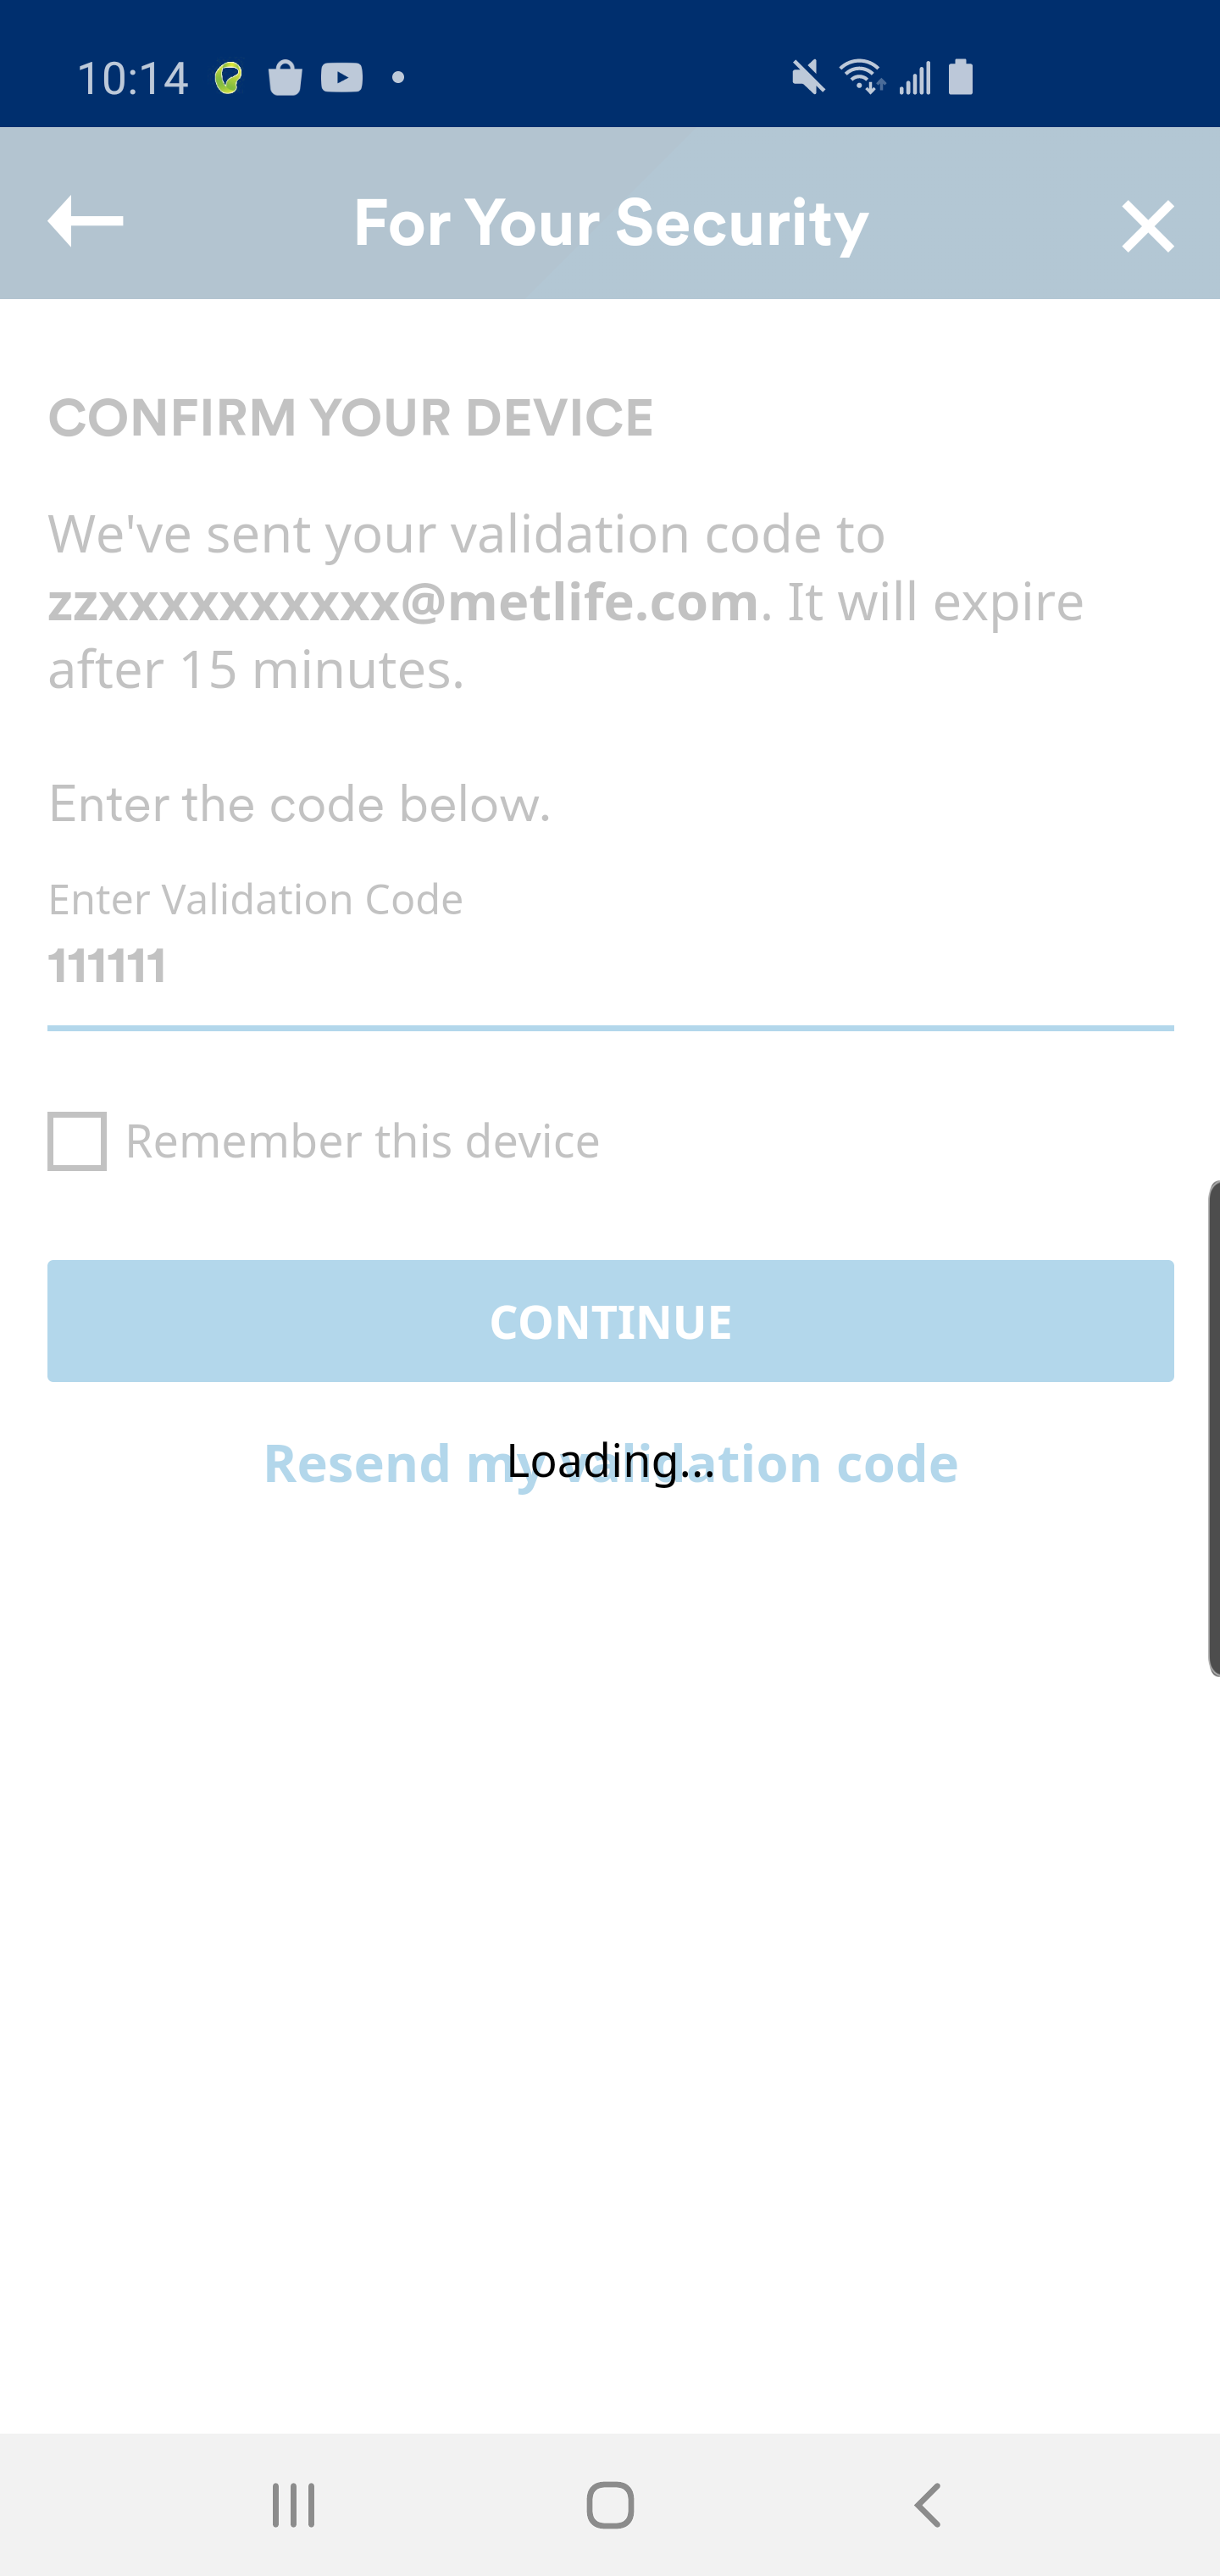 10:14
For Your Security
CONFIRM YOUR DEVICE
We've sent your validation code to
zzxxxxxxxxxx@metlife.com. It will expire
after 15 minutes.
Enter the code below.
Enter Validation Code
111111
Remember this device
CONTINUE
Resend my validation code
Loading...